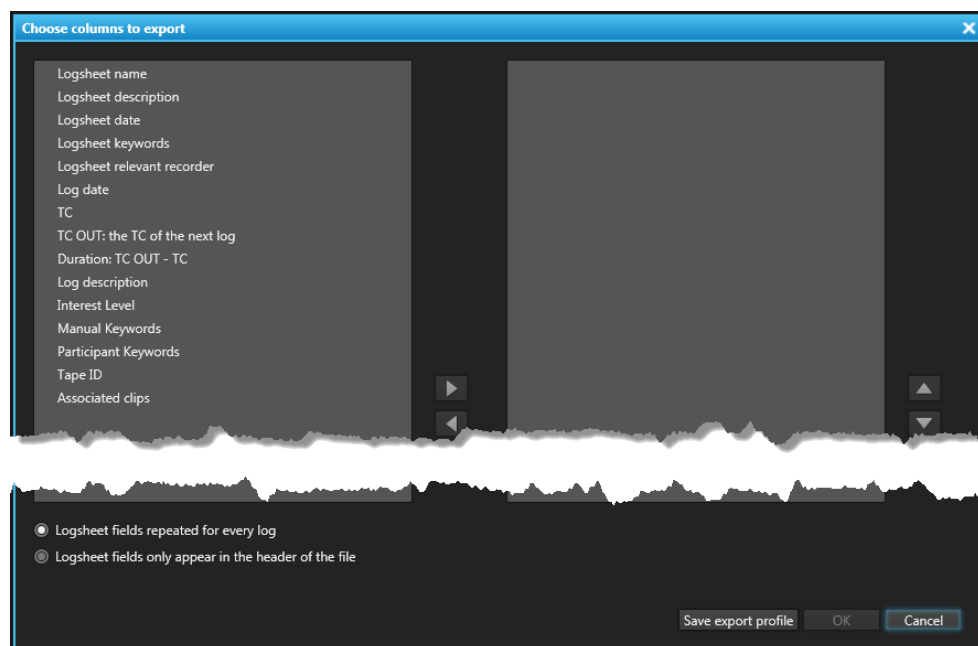 Choose columns to export
Logsheet name
Logsheet description
Logsheet date
Logsheet keywords
Logsheet relevant recorder
Log date
TC
TC OUT: the TC of the next log
Duration: TC OUT - TC
Log description
Interest Level
Manual Keywords
Participant Keywords
Tape ID
Associated clips
Logsheet fields repeated for every log
Logsheet fields only appear in the header of the file
Save export profile OK Cancel